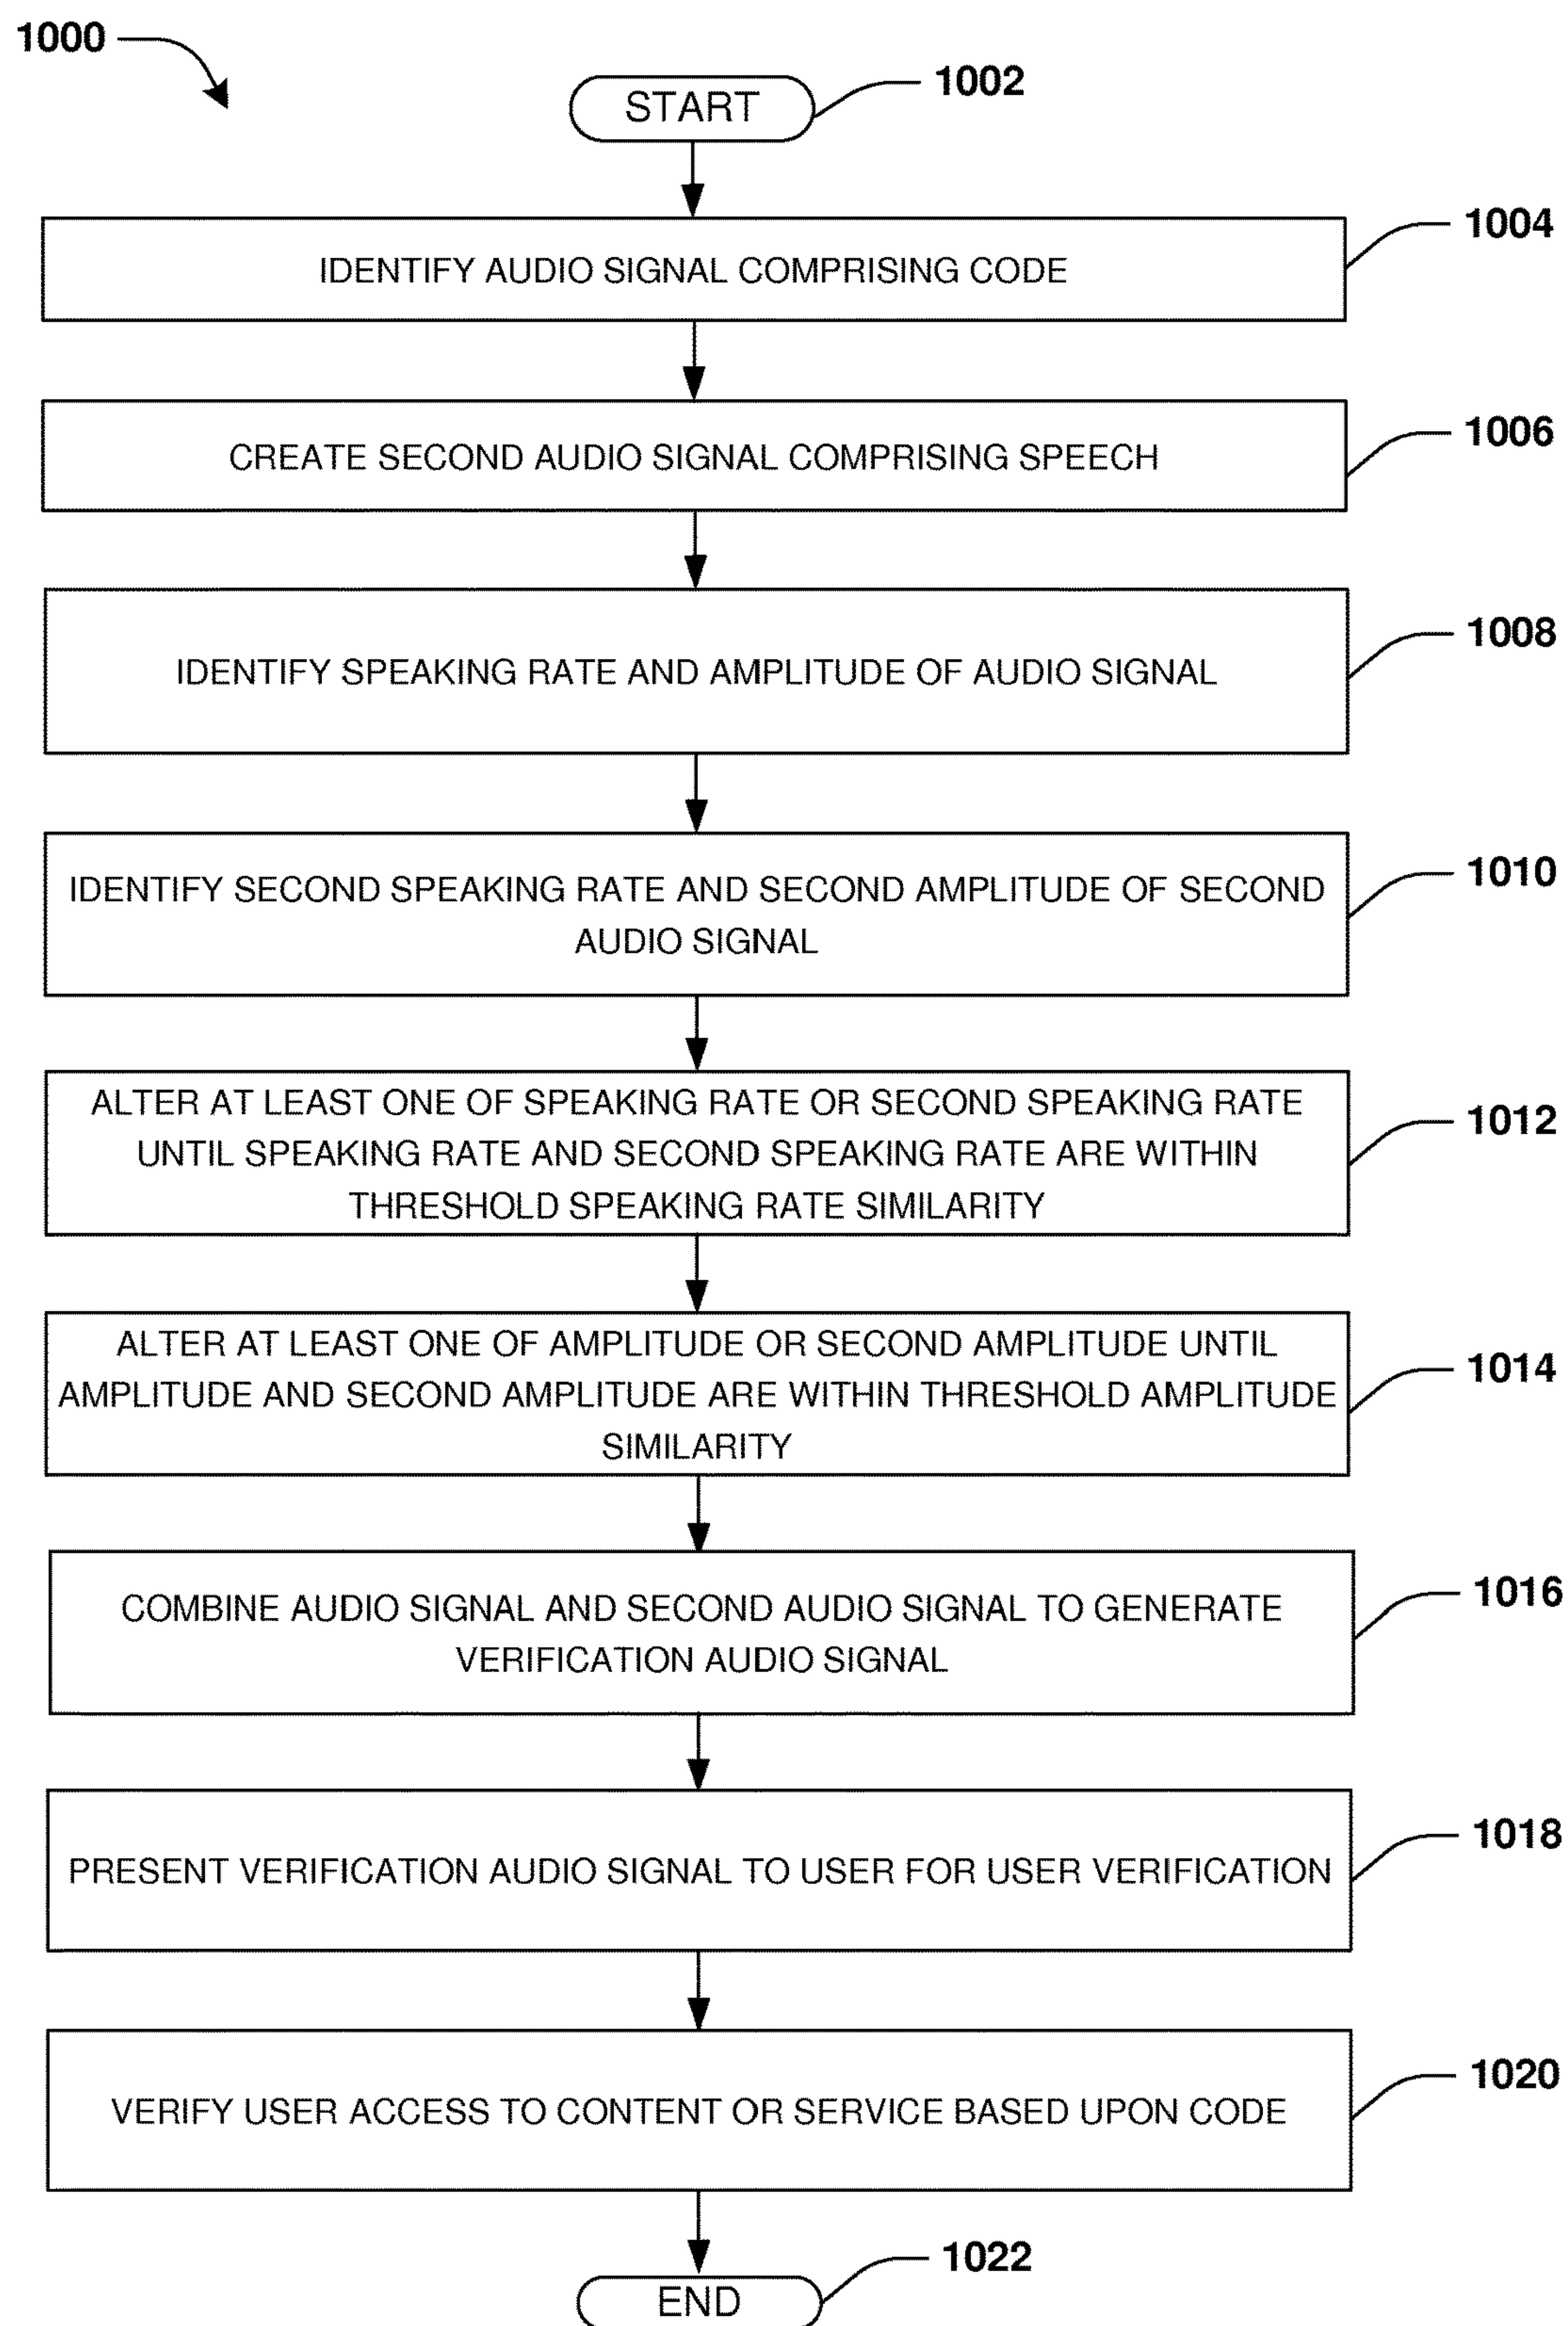 1000
START
1002
IDENTIFY AUDIO SIGNAL COMPRISING CODE
1004
CREATE SECOND AUDIO SIGNAL COMPRISING SPEECH
1006
IDENTIFY SPEAKING RATE AND AMPLITUDE OF AUDIO SIGNAL
1008
IDENTIFY SECOND SPEAKING RATE AND SECOND AMPLITUDE OF SECOND
AUDIO SIGNAL
1010
ALTER AT LEAST ONE OF SPEAKING RATE OR SECOND SPEAKING RATE
UNTIL SPEAKING RATE AND SECOND SPEAKING RATE ARE WITHIN
THRESHOLD SPEAKING RATE SIMILARITY
1012
ALTER AT LEAST ONE OF AMPLITUDE OR SECOND AMPLITUDE UNTIL
AMPLITUDE AND SECOND AMPLITUDE ARE WITHIN THRESHOLD AMPLITUDE
SIMILARITY
1014
COMBINE AUDIO SIGNAL AND SECOND AUDIO SIGNAL TO GENERATE
VERIFICATION AUDIO SIGNAL
1016
PRESENT VERIFICATION AUDIO SIGNAL TO USER FOR USER VERIFICATION
1018
VERIFY USER ACCESS TO CONTENT OR SERVICE BASED UPON CODE
1020
END
1022